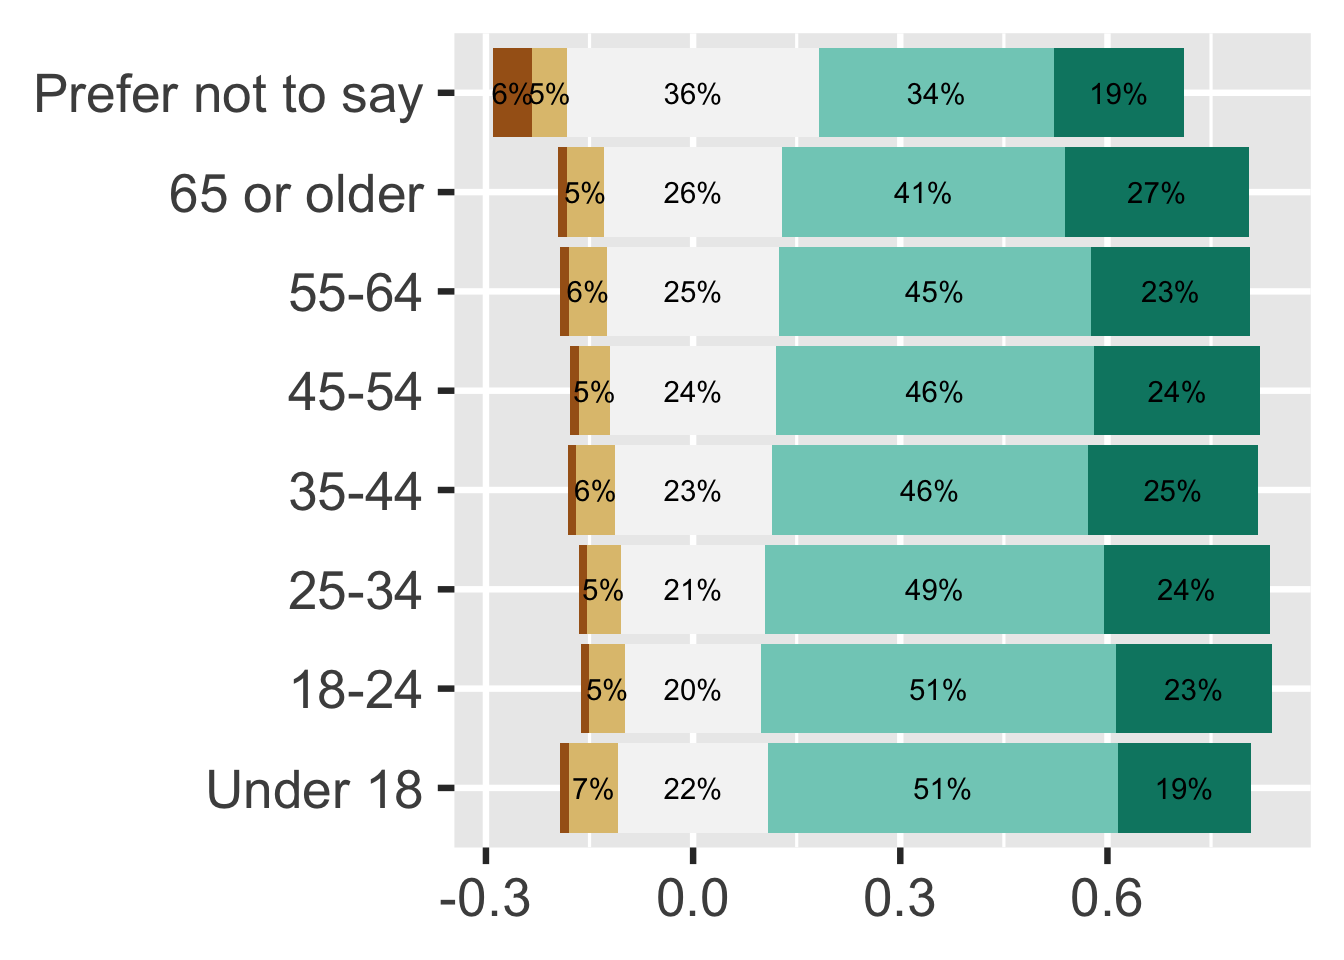 Prefer not to say 6% 5% 36% 34% 19%
65 or older 5% 26% 41% 27%
55-64 6% 25% 45% 23%
45-54 5% 24% 46% 24%
35-44 6% 23% 46% 25%
25-34 5% 21% 49% 24%
18-24 5% 20% 51% 23%
Under 18 7% 22% 51% 19%
-0.3 0.0 0.3 0.6